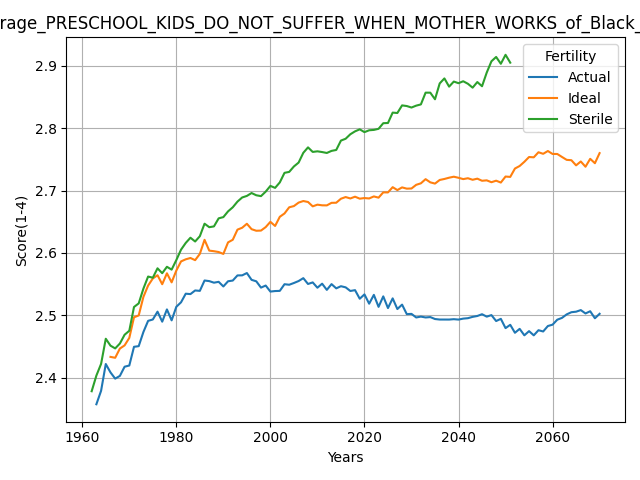 rage_PRESCHOOL_KIDS_DO_NOT_SUFFER_WHEN_MOTHER_WORKS_of_Black_
Fertility
Actual
Ideal
Sterile
Score(1-4)
2.9
2.8
2.7
2.6
2.5
2.4
1960 1980 2000 2020 2040 2060
Years